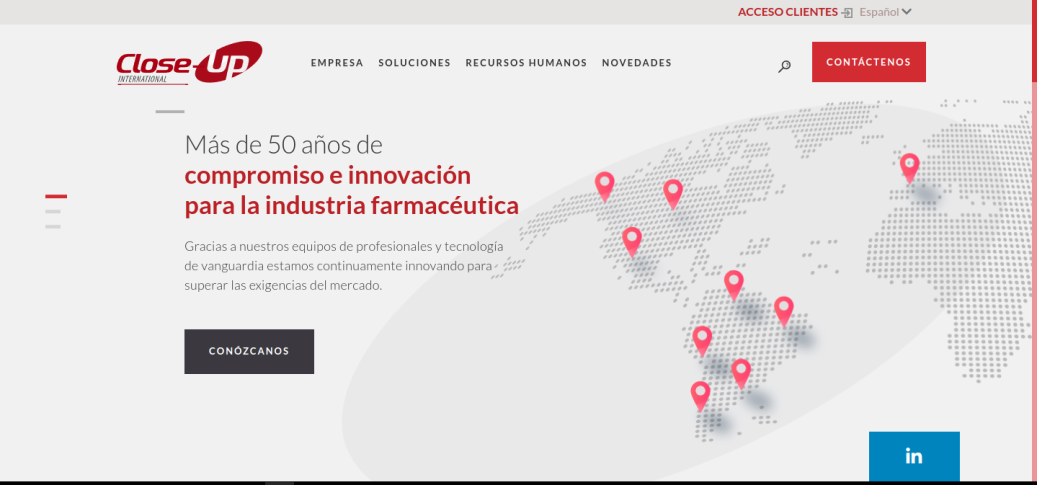 ACCESO CLIENTES
Español
Close-UP
INTERNATIONAL
EMPRESA SOLUCIONES RECURSOS HUMANOS NOVEDADES
CONTÁCTENOS
Más de 50 años de
compromiso e innovación
para la industria farmacéutica
Gracias a nuestros equipos de profesionales y tecnología
de vanguardia estamos continuamente innovando para
superar las exigencias del mercado.
CONÓZCANOS
in